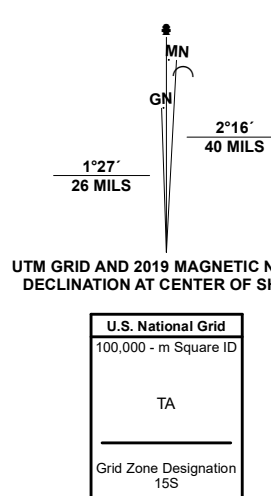 MN
GN
2°16´
40 MILS
1°27´
26 MILS
UTM GRID AND 2019 MAGNETIC N
DECLINATION AT CENTER OF SH
U.S. National Grid
100,000 - m Square ID
TA
Grid Zone Designation
15S